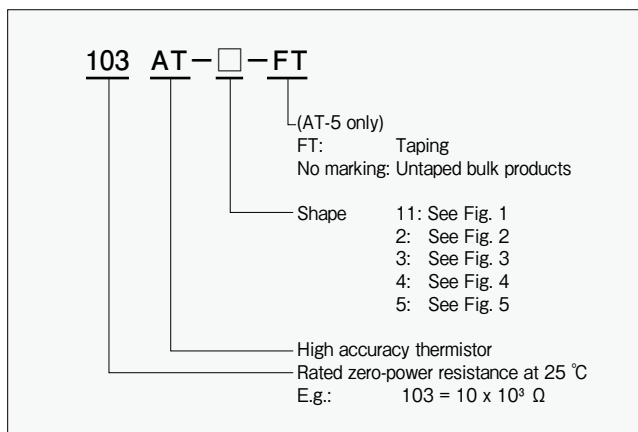 103 AT－□－FT
(AT-5 only)
FT: Taping
No marking: Untaped bulk products
Shape 11: See Fig. 1
2: See Fig. 2
3: See Fig. 3
4: See Fig. 4
5: See Fig. 5
High accuracy thermistor
Rated zero-power resistance at 25 ℃
E.g.: 103 = 10 x 10³ Ω